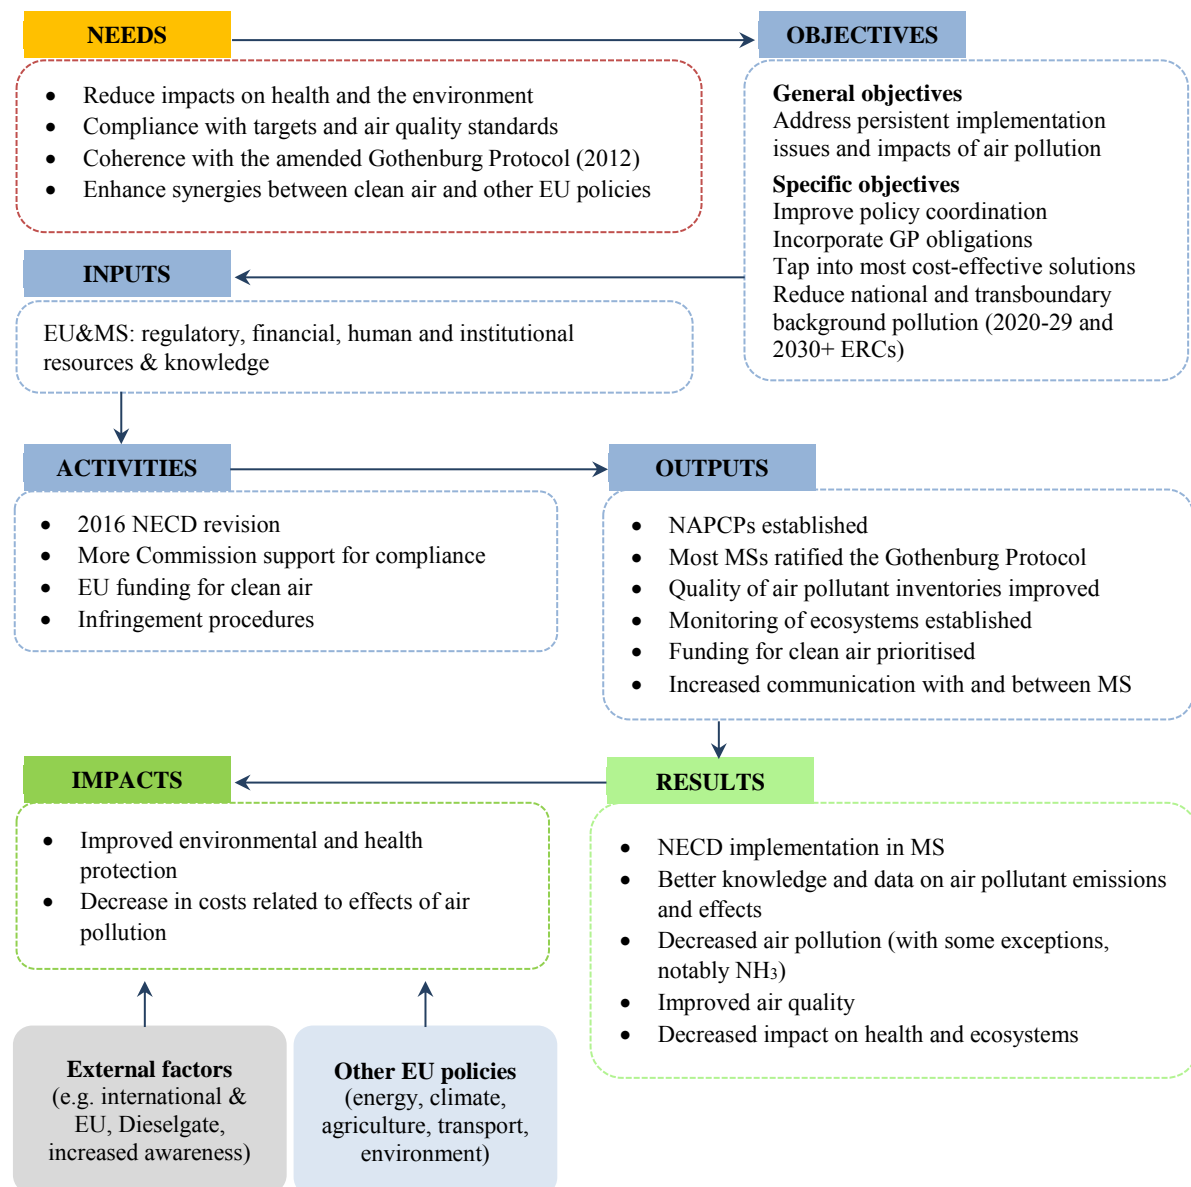 NEEDS
• Reduce impacts on health and the environment
• Compliance with targets and air quality standards
• Coherence with the amended Gothenburg Protocol (2012)
• Enhance synergies between clean air and other EU policies
OBJECTIVES
General objectives
Address persistent implementation
issues and impacts of air pollution
Specific objectives
Improve policy coordination
Incorporate GP obligations
Tap into most cost-effective solutions
Reduce national and transboundary
background pollution (2020-29 and
2030+ ERCs)
INPUTS
EU&MS: regulatory, financial, human and institutional
resources & knowledge
ACTIVITIES
• 2016 NECD revision
• More Commission support for compliance
• EU funding for clean air
• Infringement procedures
OUTPUTS
• NAPCPs established
• Most MSs ratified the Gothenburg Protocol
• Quality of air pollutant inventories improved
• Monitoring of ecosystems established
• Funding for clean air prioritised
• Increased communication with and between MS
RESULTS
• NECD implementation in MS
• Better knowledge and data on air pollutant emissions
and effects
• Decreased air pollution (with some exceptions,
notably NH₃)
• Improved air quality
• Decreased impact on health and ecosystems
IMPACTS
• Improved environmental and health
protection
• Decrease in costs related to effects of air
pollution
External factors
(e.g. international &
EU, Dieselgate,
increased awareness)
Other EU policies
(energy, climate,
agriculture, transport,
environment)